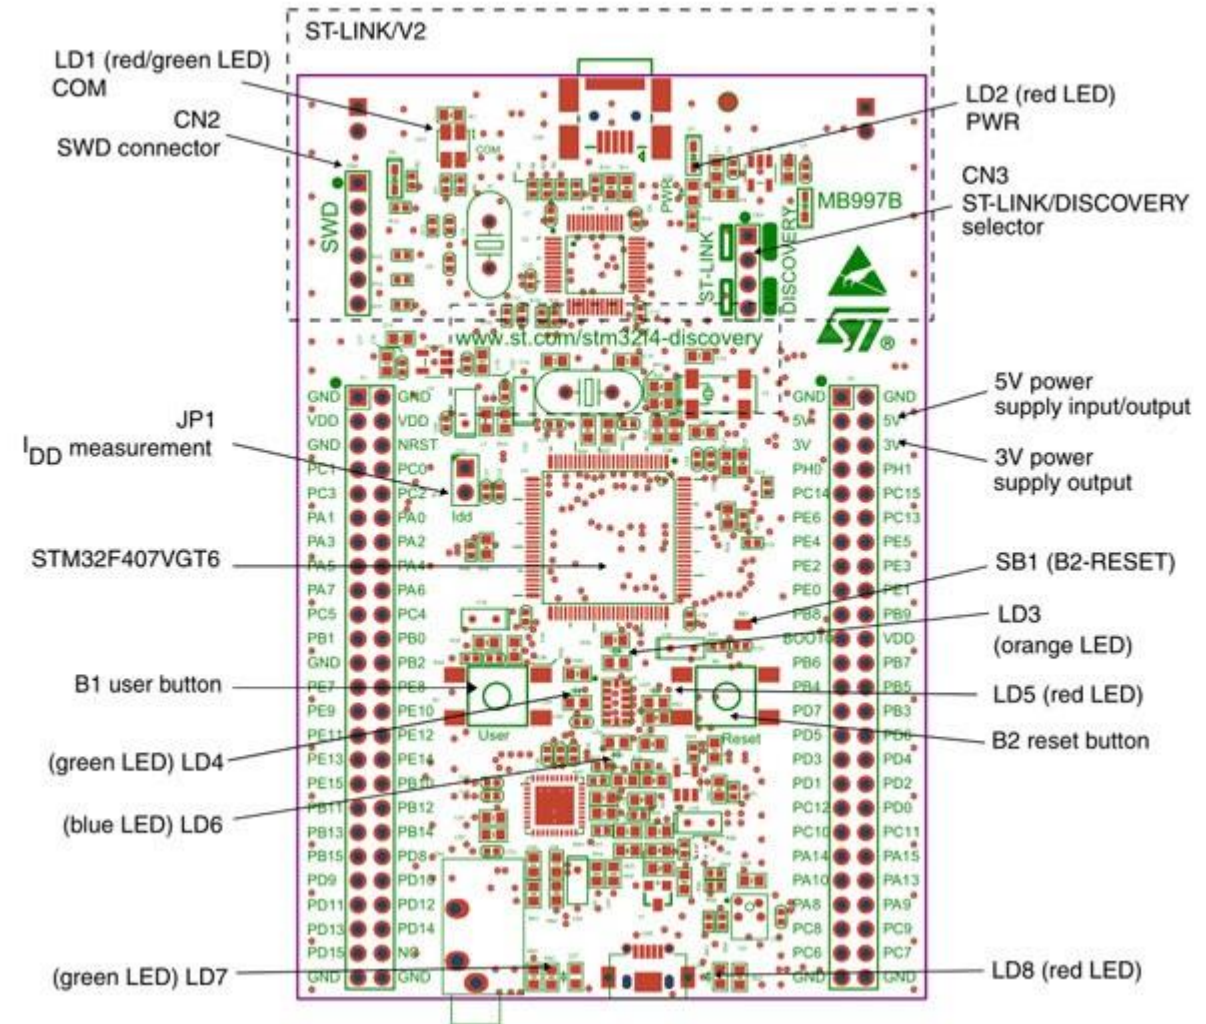 ST-LINK/V2
LD1 (red/green LED)
COM
CN2
SWD connector
LD2 (red LED)
PWR
CN3
ST-LINK/DISCOVERY
selector
COM
PWR
MB997B
SWD
ST-LINK
DISCOVERY
www.st.com/stm32f4-discovery
ST ®
5V power
supply input/output
3V power
supply output
JP1
IDD measurement
Idd
STM32F407VGT6
SB1 (B2-RESET)
LD3
(orange LED)
B1 user button
LD5 (red LED)
B2 reset button
User
Reset
(green LED) LD4
(blue LED) LD6
(green LED) LD7
LD8 (red LED)
GND GND GND GND
VDD VDD 5V 5V
GND NRST 3V 3V
PC1 PC0 PH0 PH1
PC3 PC2 PC14 PC15
PA1 PA0 PE6 PC13
PA3 PA2 PE4 PE5
PA5 PA4 PE2 PE3
PA7 PA6 PE0 PE1
PC5 PC4 PB8 PB9
PB1 PB0 BOOT0 VDD
GND PB2 PB6 PB7
PE7 PE8 PB4 PB5
PE9 PE10 PD7 PB3
PE11 PE12 PD5 PD6
PE13 PE14 PD3 PD4
PE15 PB10 PD1 PD2
PB11 PB12 PC12 PD0
PB13 PB14 PC10 PC11
PB15 PD8 PA14 PA15
PD9 PD10 PA10 PA13
PD11 PD12 PA8 PA9
PD13 PD14 PC8 PC9
PD15 NC PC6 PC7
GND GND GND GND